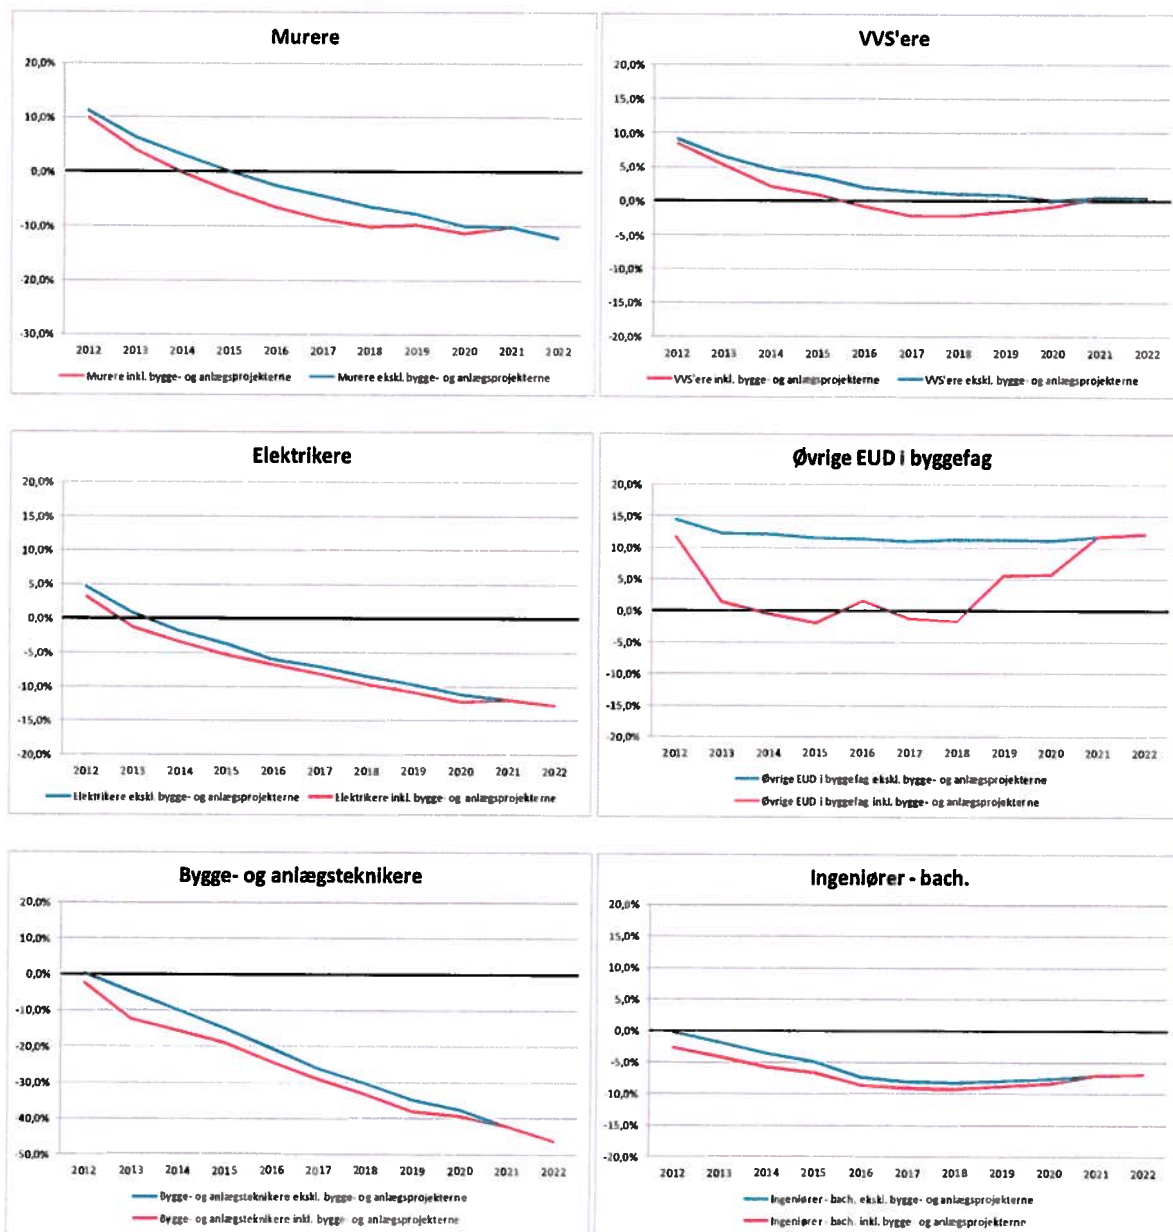 Murere
20,0%
10,0%
0,0%
-10,0%
-20,0%
-30,0%
2012 2013 2014 2015 2016 2017 2018 2019 2020 2021 2022
Murere inkl. bygge- og anlægsprojekterne Murere ekskl. bygge- og anlægsprojekterne
VVS'ere
20,0%
15,0%
10,0%
5,0%
0,0%
-5,0%
-10,0%
-15,0%
-20,0%
2012 2013 2014 2015 2016 2017 2018 2019 2020 2021 2022
VVS'ere inkl. bygge- og anlægsprojekterne VVS'ere ekskl. bygge- og anlægsprojekterne
Elektrikere
20,0%
15,0%
10,0%
5,0%
0,0%
-5,0%
-10,0%
-15,0%
-20,0%
2012 2013 2014 2015 2016 2017 2018 2019 2020 2021 2022
Elektrikere ekskl. bygge- og anlægsprojekterne Elektrikere inkl. bygge- og anlægsprojekterne
Øvrige EUD i byggefag
20,0%
15,0%
10,0%
5,0%
0,0%
-5,0%
-10,0%
-15,0%
-20,0%
2012 2013 2014 2015 2016 2017 2018 2019 2020 2021 2022
Øvrige EUD i byggefag ekskl. bygge- og anlægsprojekterne
Øvrige EUD i byggefag inkl. bygge- og anlægsprojekterne
Bygge- og anlægsteknikere
20,0%
10,0%
0,0%
-10,0%
-20,0%
-30,0%
-40,0%
-50,0%
2012 2013 2014 2015 2016 2017 2018 2019 2020 2021 2022
Bygge- og anlægsteknikere ekskl. bygge- og anlægsprojekterne
Bygge- og anlægsteknikere inkl. bygge- og anlægsprojekterne
Ingeniører - bach.
20,0%
15,0%
10,0%
5,0%
0,0%
-5,0%
-10,0%
-15,0%
-20,0%
2012 2013 2014 2015 2016 2017 2018 2019 2020 2021 2022
Ingeniører - bach. ekskl. bygge- og anlægsprojekterne
Ingeniører - bach. inkl. bygge- og anlægsprojekterne